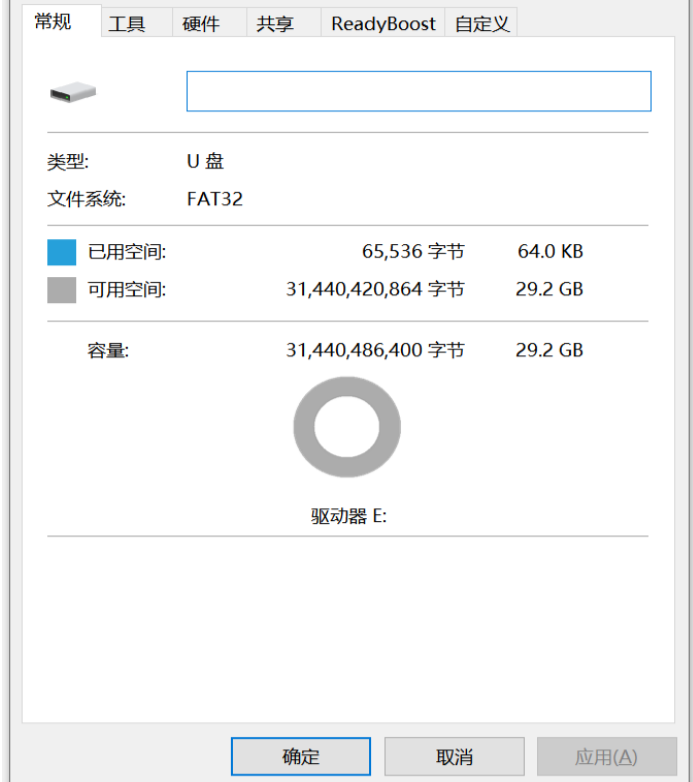 常规 工具 硬件 共享 ReadyBoost 自定义
类型: U 盘
文件系统: FAT32
已用空间: 65,536 字节 64.0 KB
可用空间: 31,440,420,864 字节 29.2 GB
容量: 31,440,486,400 字节 29.2 GB
驱动器 E:
确定 取消 应用(A)